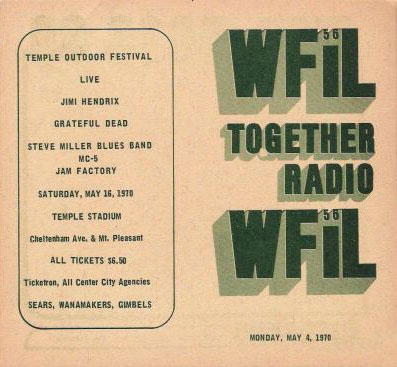 TEMPLE OUTDOOR FESTIVAL
LIVE
JIMI HENDRIX
GRATEFUL DEAD
STEVE MILLER BLUES BAND
MC-5
JAM FACTORY
SATURDAY, MAY 16, 1970
TEMPLE STADIUM
Cheltenham Ave. & Mt. Pleasant
ALL TICKETS $6.50
Ticketron, All Center City Agencies
SEARS, WANAMAKERS, GIMBELS
56
WFiL
TOGETHER
RADIO
56
WFiL
MONDAY, MAY 4, 1970